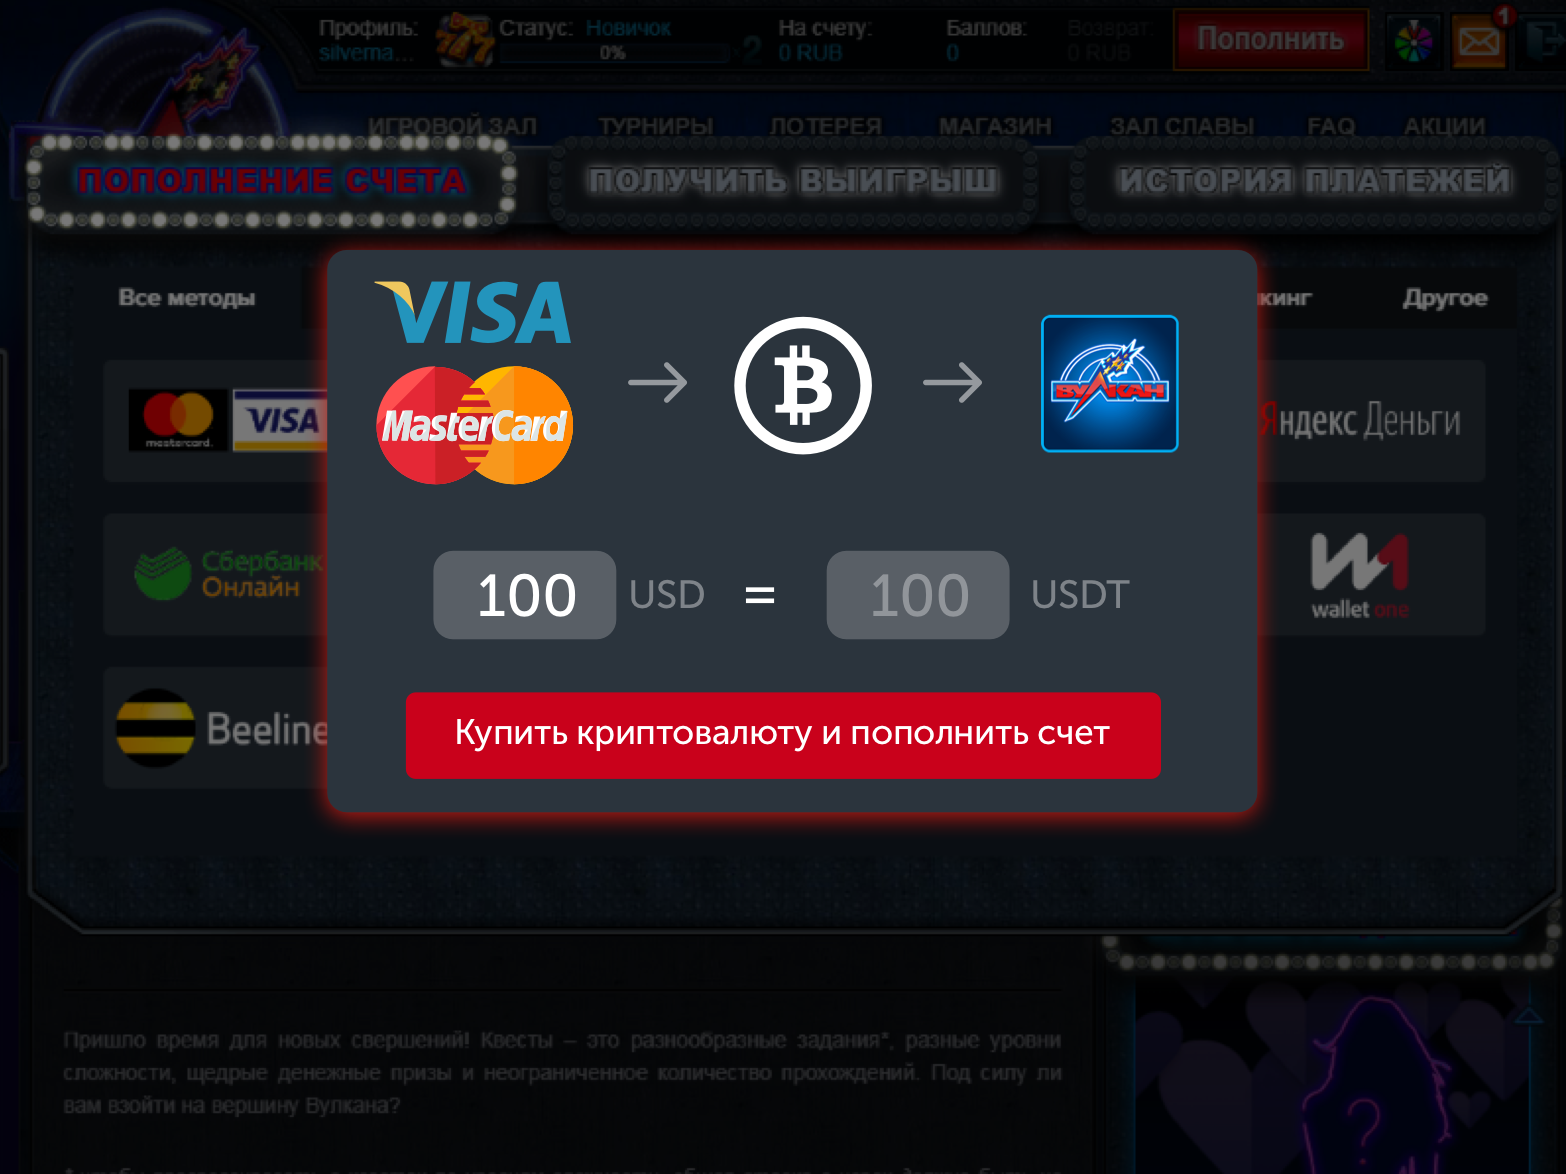 Профиль:
silverna...
Статус: Новичок
0%
2
На счету:
0 RUB
Баллов:
0
Возврат:
0 RUB
Пополнить
1
ИГРОВОЙ ЗАЛ ТУРНИРЫ ЛОТЕРЕЯ МАГАЗИН ЗАЛ СЛАВЫ FAQ АКЦИИ
ПОПОЛНЕНИЕ СЧЕТА ПОЛУЧИТЬ ВЫИГРЫШ ИСТОРИЯ ПЛАТЕЖЕЙ
Все методы
кинг Другое
VISA
MasterCard
ВУЛКАН
mastercard.
VISA
Яндекс Деньги
Сбербанк
Онлайн
wallet one
Beeline
100 USD = 100 USDT
Купить криптовалюту и пополнить счет
Пришло время для новых свершений! Квесты – это разнообразные задания*, разные уровни
сложности, щедрые денежные призы и неограниченное количество прохождений. Под силу ли
вам взойти на вершину Вулкана?